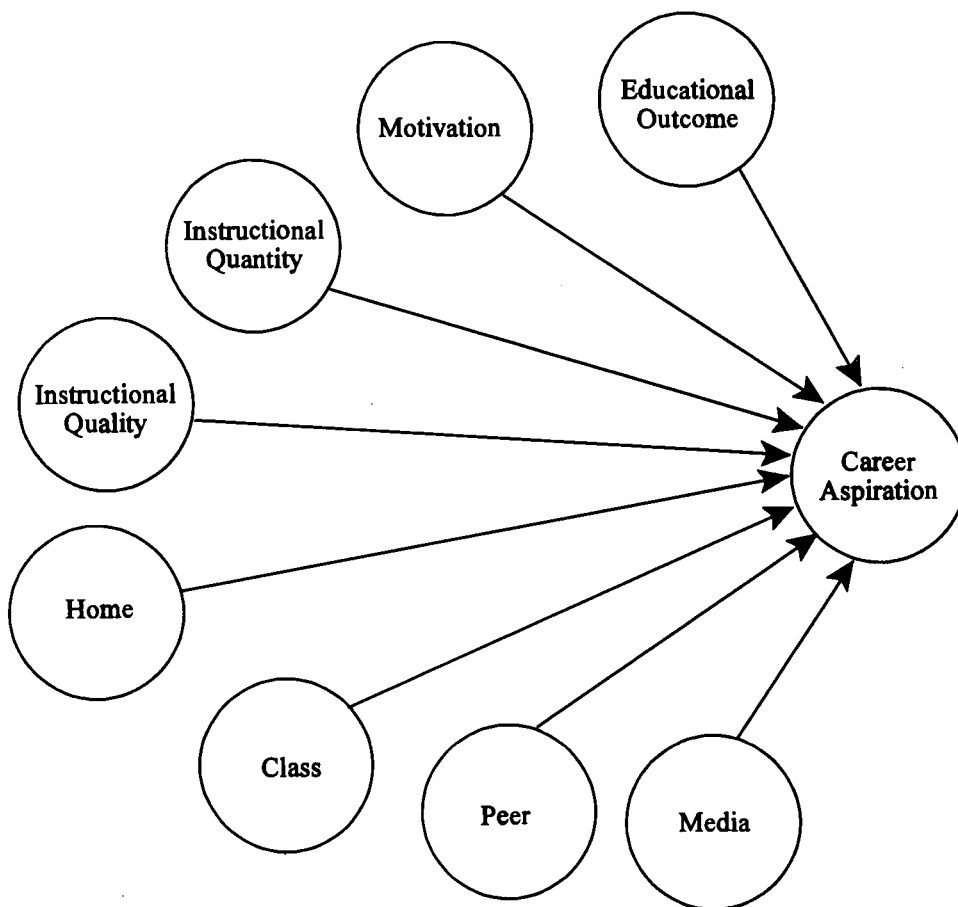 Educational
Outcome
Motivation
Instructional
Quantity
Instructional
Quality
Career
Aspiration
Home
Class
Peer
Media